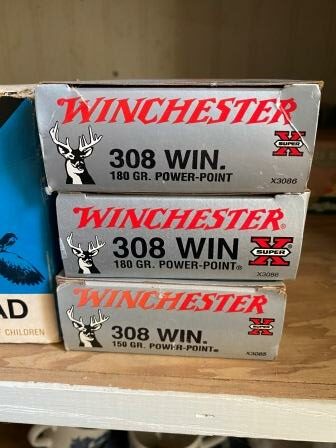 WINCHESTER
308 WIN.
180 GR. POWER-POINT
X
SUPER
X3086
WINCHESTER®
308 WIN
180 GR. POWER-POINT®
X
SUPER
X3086
WINCHESTER
308 WIN.
150 GR. POWER-POINT®
X
SUPER
X3085
AD
F CHILDREN